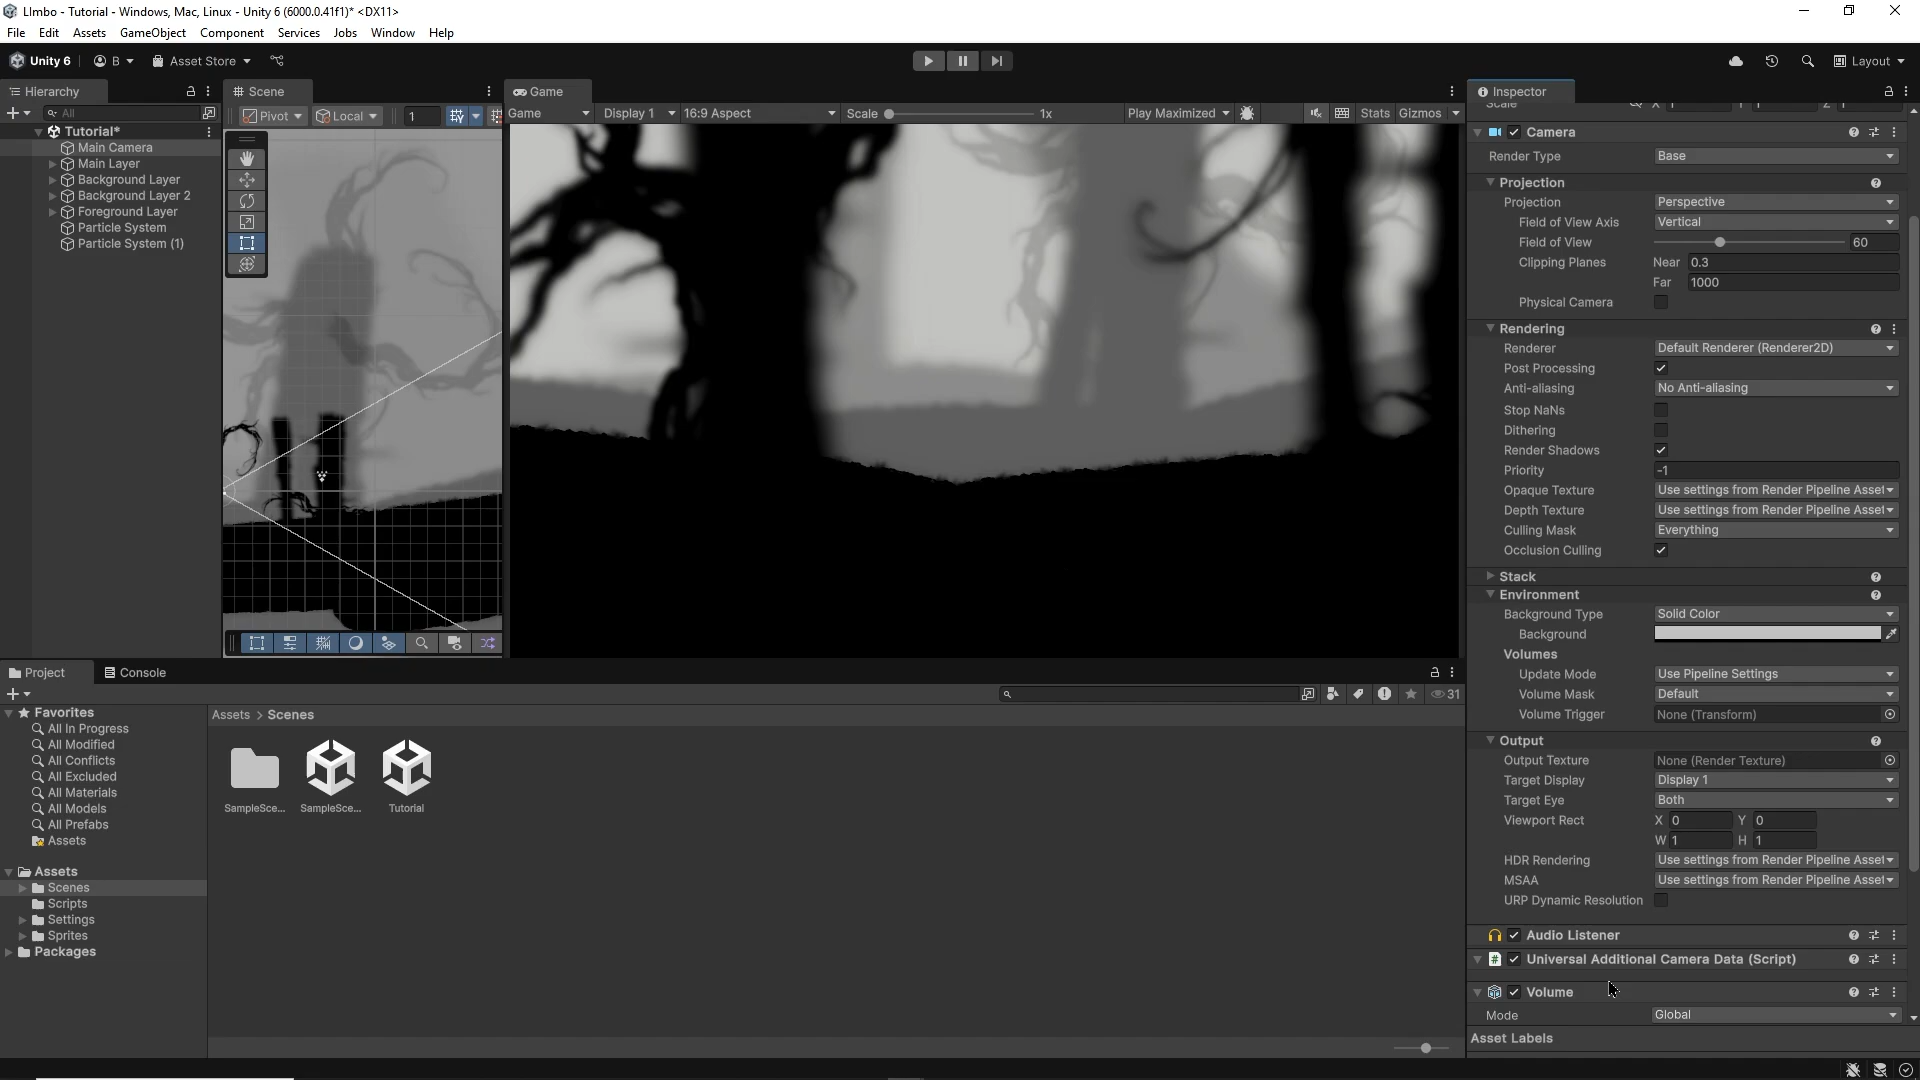 LImbo - Tutorial - Windows, Mac, Linux - Unity 6 (6000.0.41f1)* <DX11>
File Edit Assets GameObject Component Services Jobs Window Help
Unity 6 B Asset Store Layout
Hierarchy Scene Game Inspector
All Pivot Local 1 Game Display 1 16:9 Aspect Scale 1x Play Maximized Stats Gizmos
Tutorial*
Main Camera
Main Layer
Background Layer
Background Layer 2
Foreground Layer
Particle System
Particle System (1)
Scale X 1 Y 1 Z 1
Camera
Render Type Base
Projection
Projection Perspective
Field of View Axis Vertical
Field of View 60
Clipping Planes Near 0.3
Far 1000
Physical Camera
Rendering
Renderer Default Renderer (Renderer2D)
Post Processing
Anti-aliasing No Anti-aliasing
Stop NaNs
Dithering
Render Shadows
Priority -1
Opaque Texture Use settings from Render Pipeline Asset
Depth Texture Use settings from Render Pipeline Asset
Culling Mask Everything
Occlusion Culling
Stack
Environment
Background Type Solid Color
Background
Volumes
Update Mode Use Pipeline Settings
Volume Mask Default
Volume Trigger None (Transform)
Output
Output Texture None (Render Texture)
Target Display Display 1
Target Eye Both
Viewport Rect X 0 Y 0
W 1 H 1
HDR Rendering Use settings from Render Pipeline Asset
MSAA Use settings from Render Pipeline Asset
URP Dynamic Resolution
Audio Listener
Universal Additional Camera Data (Script)
Volume
Mode Global
Asset Labels
Project Console
31
Favorites
All In Progress
All Modified
All Conflicts
All Excluded
All Materials
All Models
All Prefabs
Assets
Assets
Scenes
Scripts
Settings
Sprites
Packages
Assets > Scenes
SampleSce... SampleSce... Tutorial